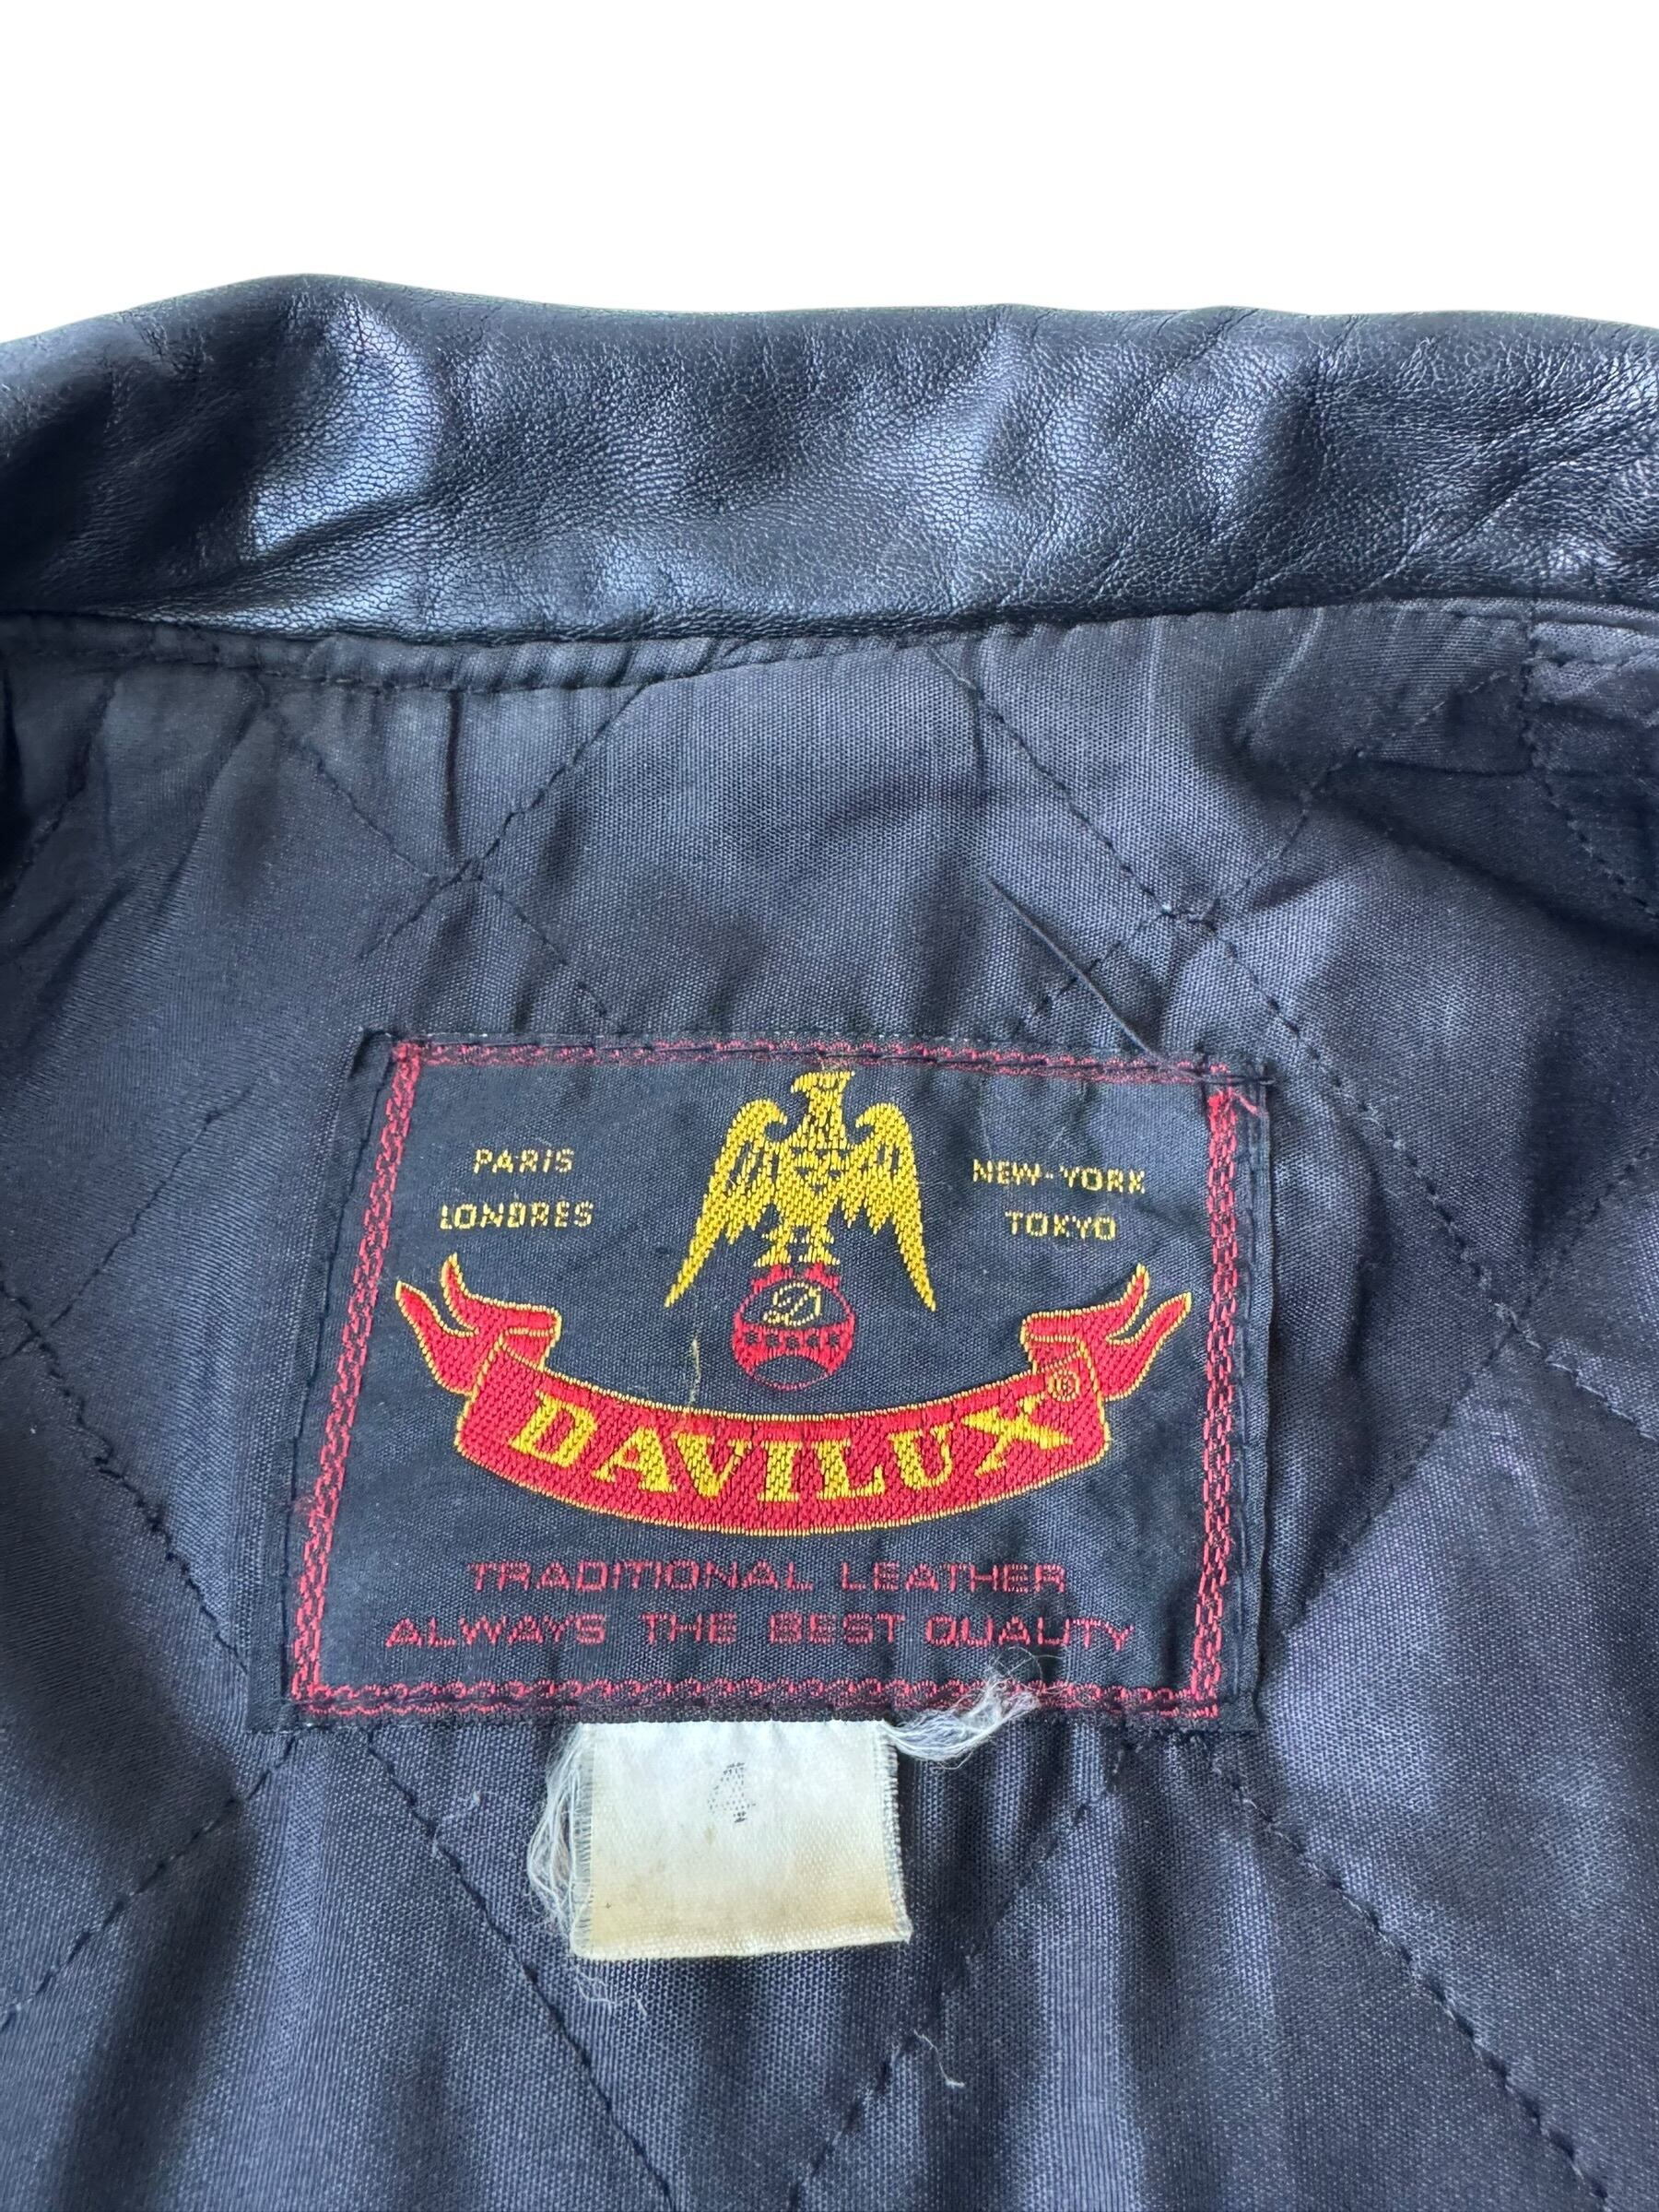 PARIS
LONDRES
NEW-YORK
TOKYO
D
DAVILUX®
TRADITIONAL LEATHER
ALWAYS THE BEST QUALITY
4